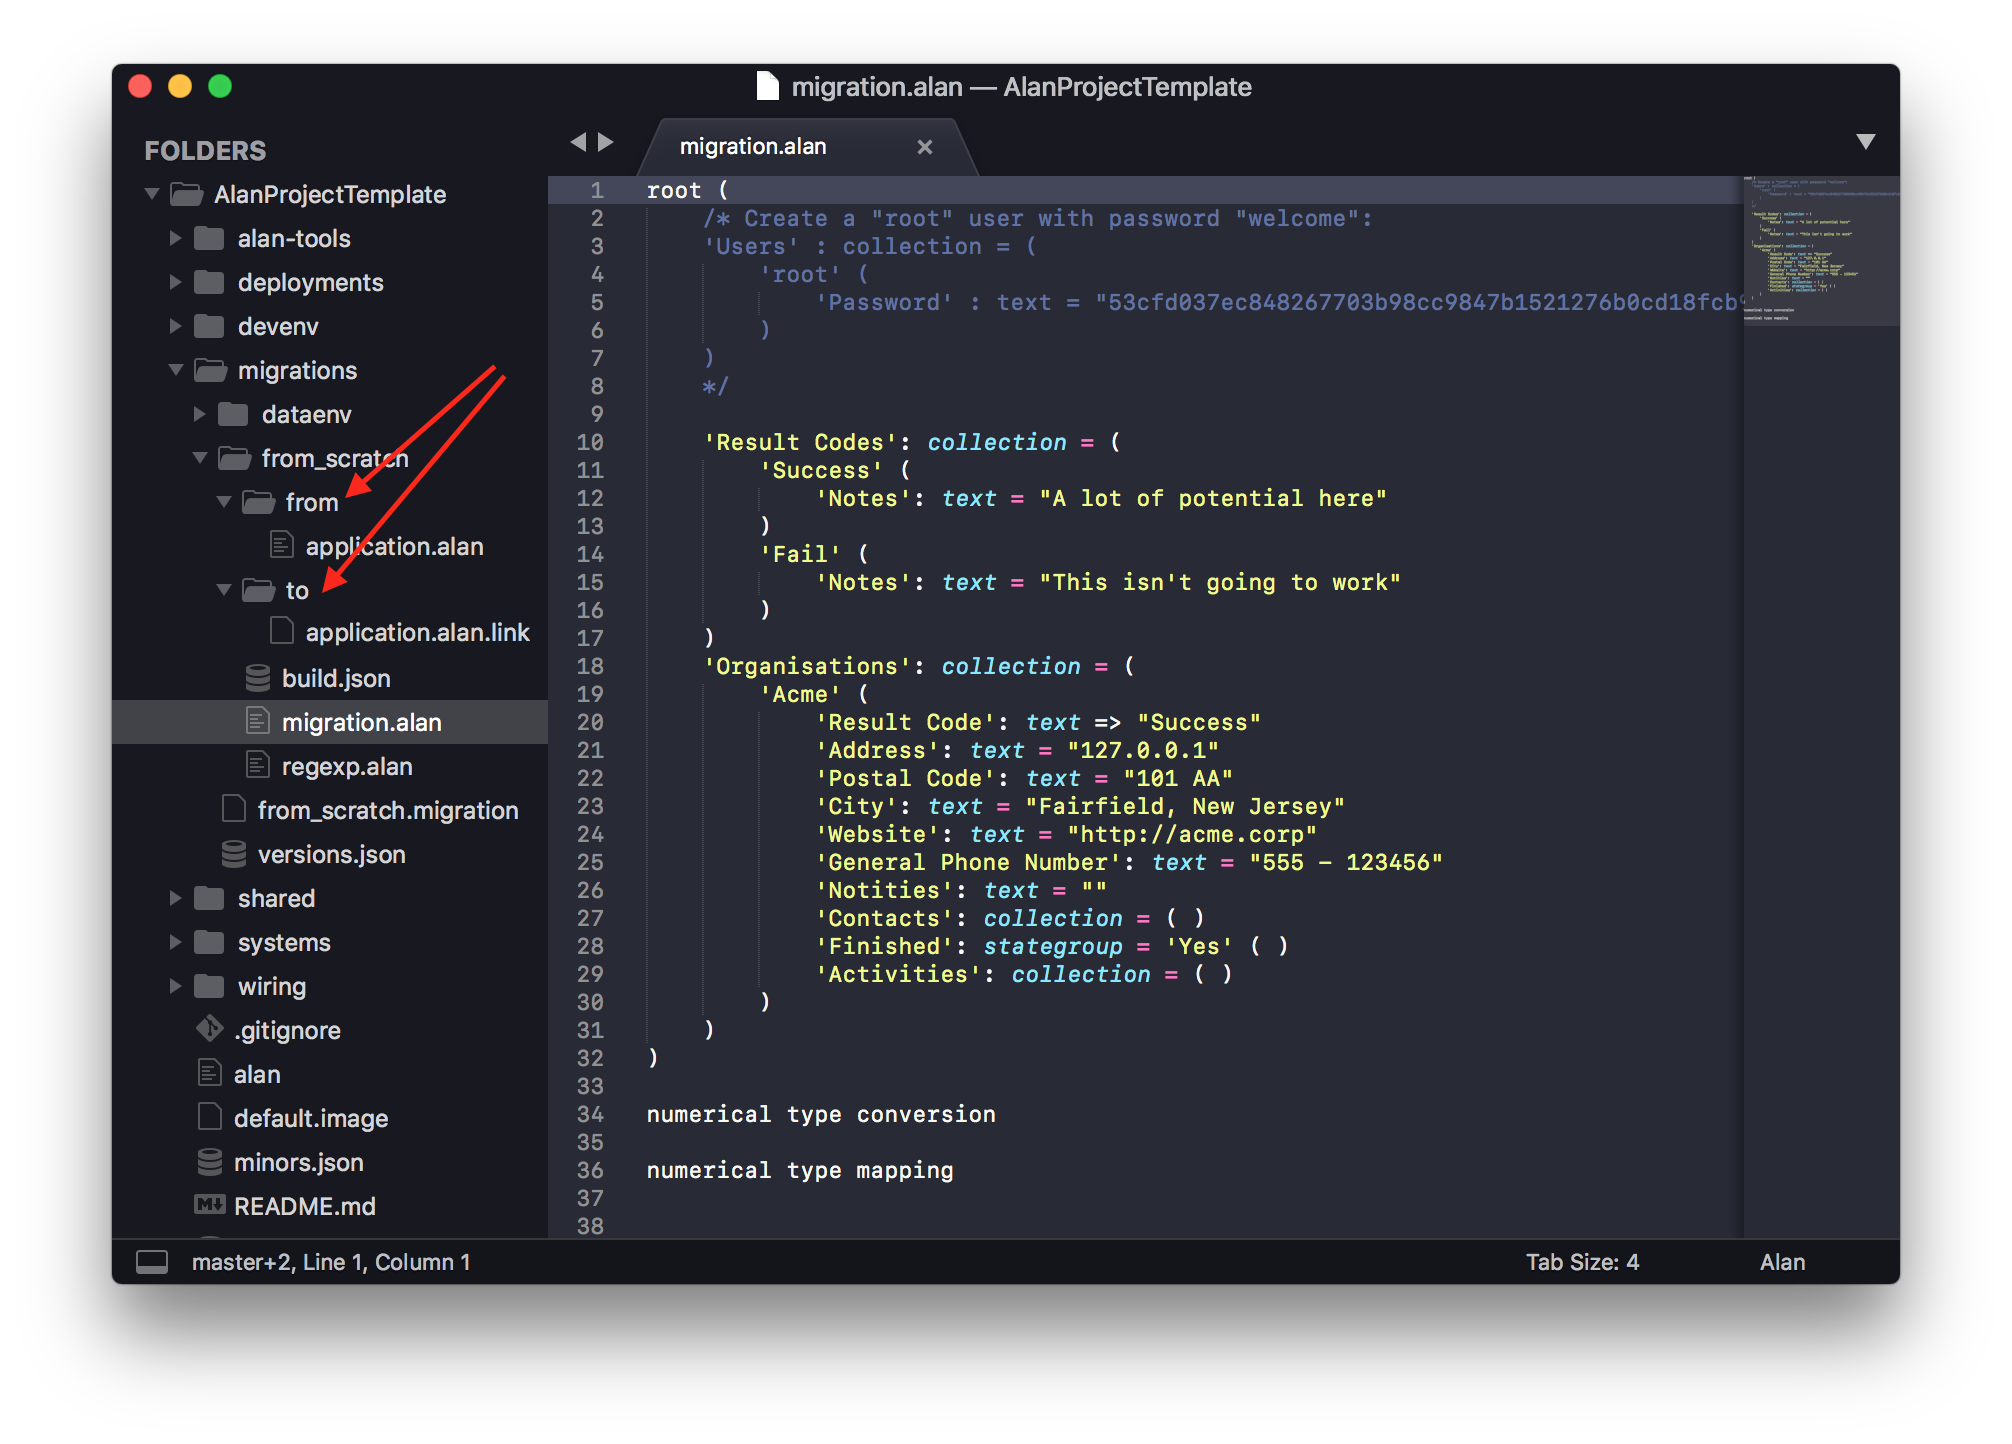 migration.alan — AlanProjectTemplate
FOLDERS
AlanProjectTemplate
alan-tools
deployments
devenv
migrations
dataenv
from_scratch
from
application.alan
to
application.alan.link
build.json
migration.alan
regexp.alan
from_scratch.migration
versions.json
shared
systems
wiring
.gitignore
alan
default.image
minors.json
README.md
migration.alan
1 root (
2 /* Create a "root" user with password "welcome":
3 'Users' : collection = (
4 'root' (
5 'Password' : text = "53cfd037ec848267703b98cc9847b1521276b0cd18fcb
6 )
7 )
8 */
9
10 'Result Codes': collection = (
11 'Success' (
12 'Notes': text = "A lot of potential here"
13 )
14 'Fail' (
15 'Notes': text = "This isn't going to work"
16 )
17 )
18 'Organisations': collection = (
19 'Acme' (
20 'Result Code': text => "Success"
21 'Address': text = "127.0.0.1"
22 'Postal Code': text = "101 AA"
23 'City': text = "Fairfield, New Jersey"
24 'Website': text = "http://acme.corp"
25 'General Phone Number': text = "555 – 123456"
26 'Notities': text = ""
27 'Contacts': collection = ( )
28 'Finished': stategroup = 'Yes' ( )
29 'Activities': collection = ( )
30 )
31 )
32 )
33
34 numerical type conversion
35
36 numerical type mapping
37
38
master+2, Line 1, Column 1
Tab Size: 4
Alan